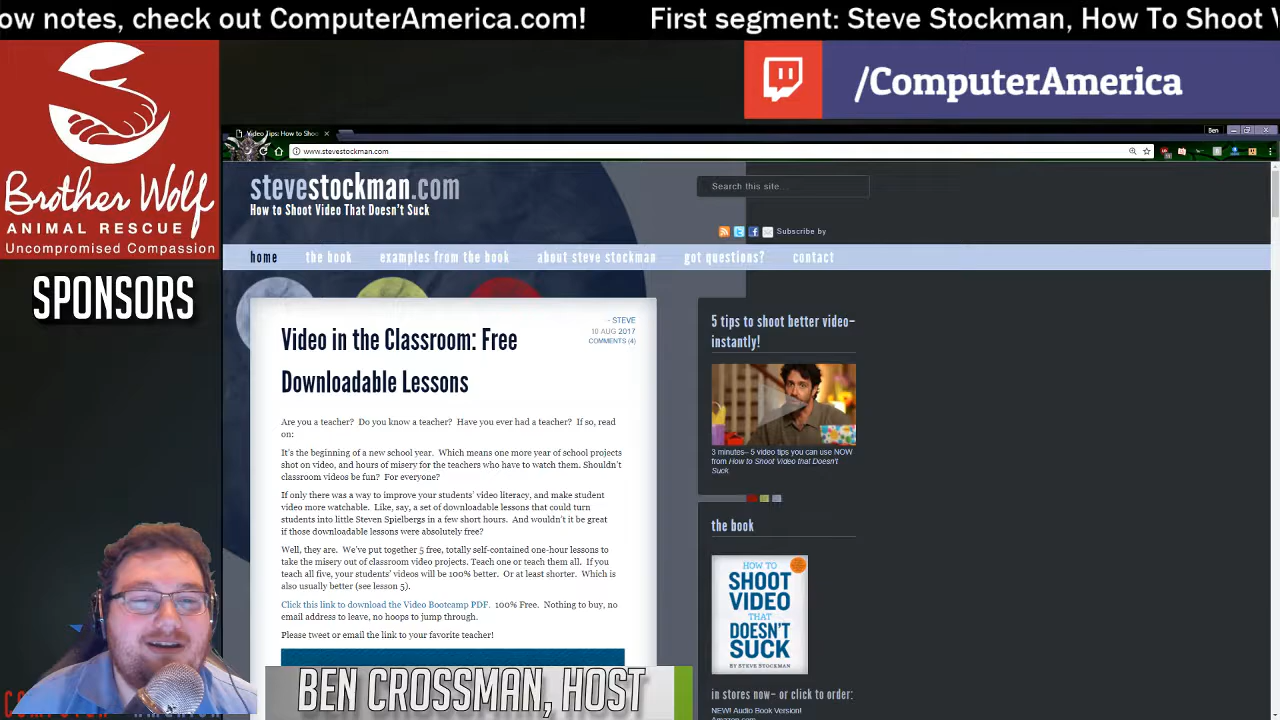 ow notes, check out ComputerAmerica.com! First segment: Steve Stockman, How To Shoot V
Brother Wolf
ANIMAL RESCUE
Uncompromised Compassion
SPONSORS
/ComputerAmerica
Video Tips: How to Shoo
Ben
www.stevestockman.com
stevestockman.com
How to Shoot Video That Doesn't Suck
Search this site...
Subscribe by
home the book examples from the book about steve stockman got questions? contact
Video in the Classroom: Free
Downloadable Lessons
- STEVE
10 AUG 2017
COMMENTS (4)
Are you a teacher? Do you know a teacher? Have you ever had a teacher? If so, read
on:
It's the beginning of a new school year. Which means one more year of school projects
shot on video, and hours of misery for the teachers who have to watch them. Shouldn't
classroom videos be fun? For everyone?
If only there was a way to improve your students' video literacy, and make student
video more watchable. Like, say, a set of downloadable lessons that could turn
students into little Steven Spielbergs in a few short hours. And wouldn't it be great
if those downloadable lessons were absolutely free?
Well, they are. We've put together 5 free, totally self-contained one-hour lessons to
take the misery out of classroom video projects. Teach one or teach them all. If you
teach all five, your students' videos will be 100% better. Or at least shorter. Which is
also usually better (see lesson 5).
Click this link to download the Video Bootcamp PDF. 100% Free. Nothing to buy, no
email address to leave, no hoops to jump through.
Please tweet or email the link to your favorite teacher!
5 tips to shoot better video–
instantly!
3 minutes– 5 video tips you can use NOW
from How to Shoot Video that Doesn't
Suck
the book
HOW TO
SHOOT
VIDEO
THAT
DOESN'T
SUCK
BY STEVE STOCKMAN
in stores now– or click to order:
NEW! Audio Book Version!
Amazon.com
BEN CROSSMAN, HOST